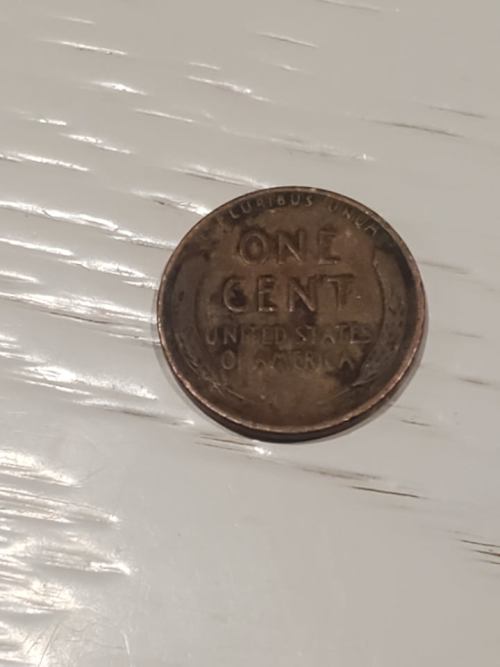 PLURIBUS UNUM
ONE
CENT
UNITED STATES
OF AMERICA